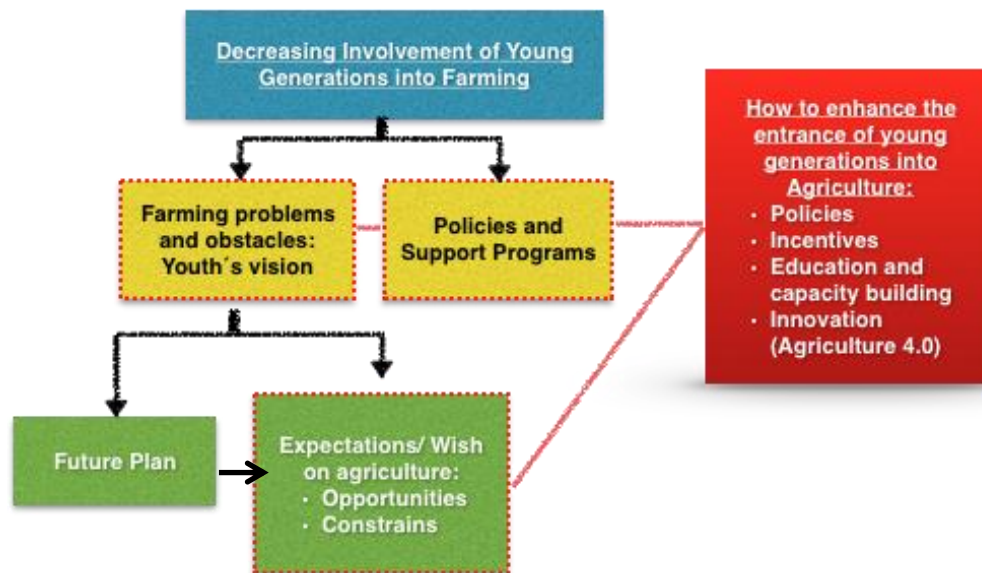 Decreasing Involvement of Young
Generations into Farming
Farming problems
and obstacles:
Youth´s vision
Policies and
Support Programs
How to enhance the
entrance of young
generations into
Agriculture:
• Policies
• Incentives
• Education and
capacity building
• Innovation
(Agriculture 4.0)
Future Plan
Expectations/ Wish
on agriculture:
• Opportunities
• Constrains